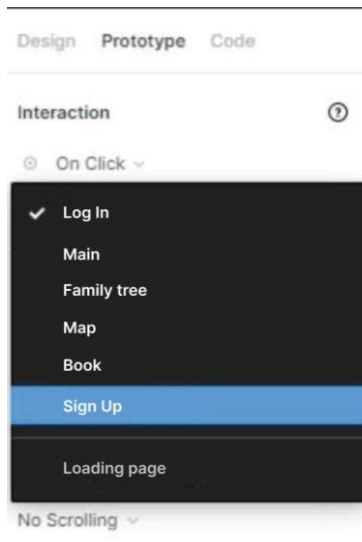 Design Prototype Code
Interaction
On Click
Log In
Main
Family tree
Map
Book
Sign Up
Loading page
No Scrolling